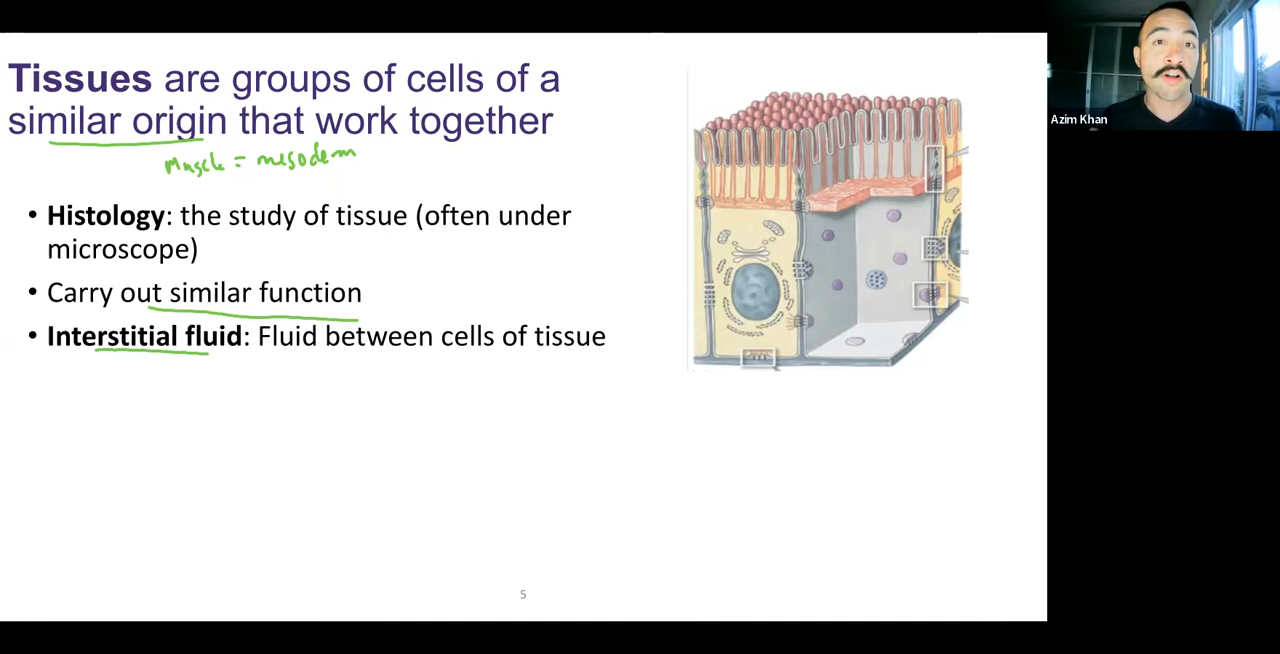 Tissues are groups of cells of a
similar origin that work together
Muscle = mesoderm
• Histology: the study of tissue (often under
microscope)
• Carry out similar function
• Interstitial fluid: Fluid between cells of tissue
5
Azim Khan